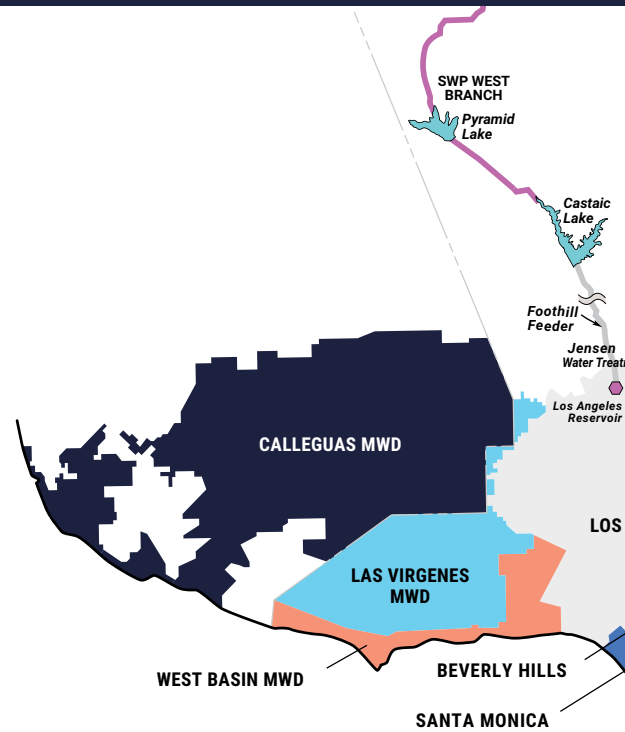 SWP WEST
BRANCH
Pyramid
Lake
Castaic
Lake
Foothill
Feeder
Jensen
Water
Los Angeles
Reservoir
CALLEGUAS MWD
LOS
LAS VIRGENES
MWD
WEST BASIN MWD
BEVERLY HILLS
SANTA MONICA